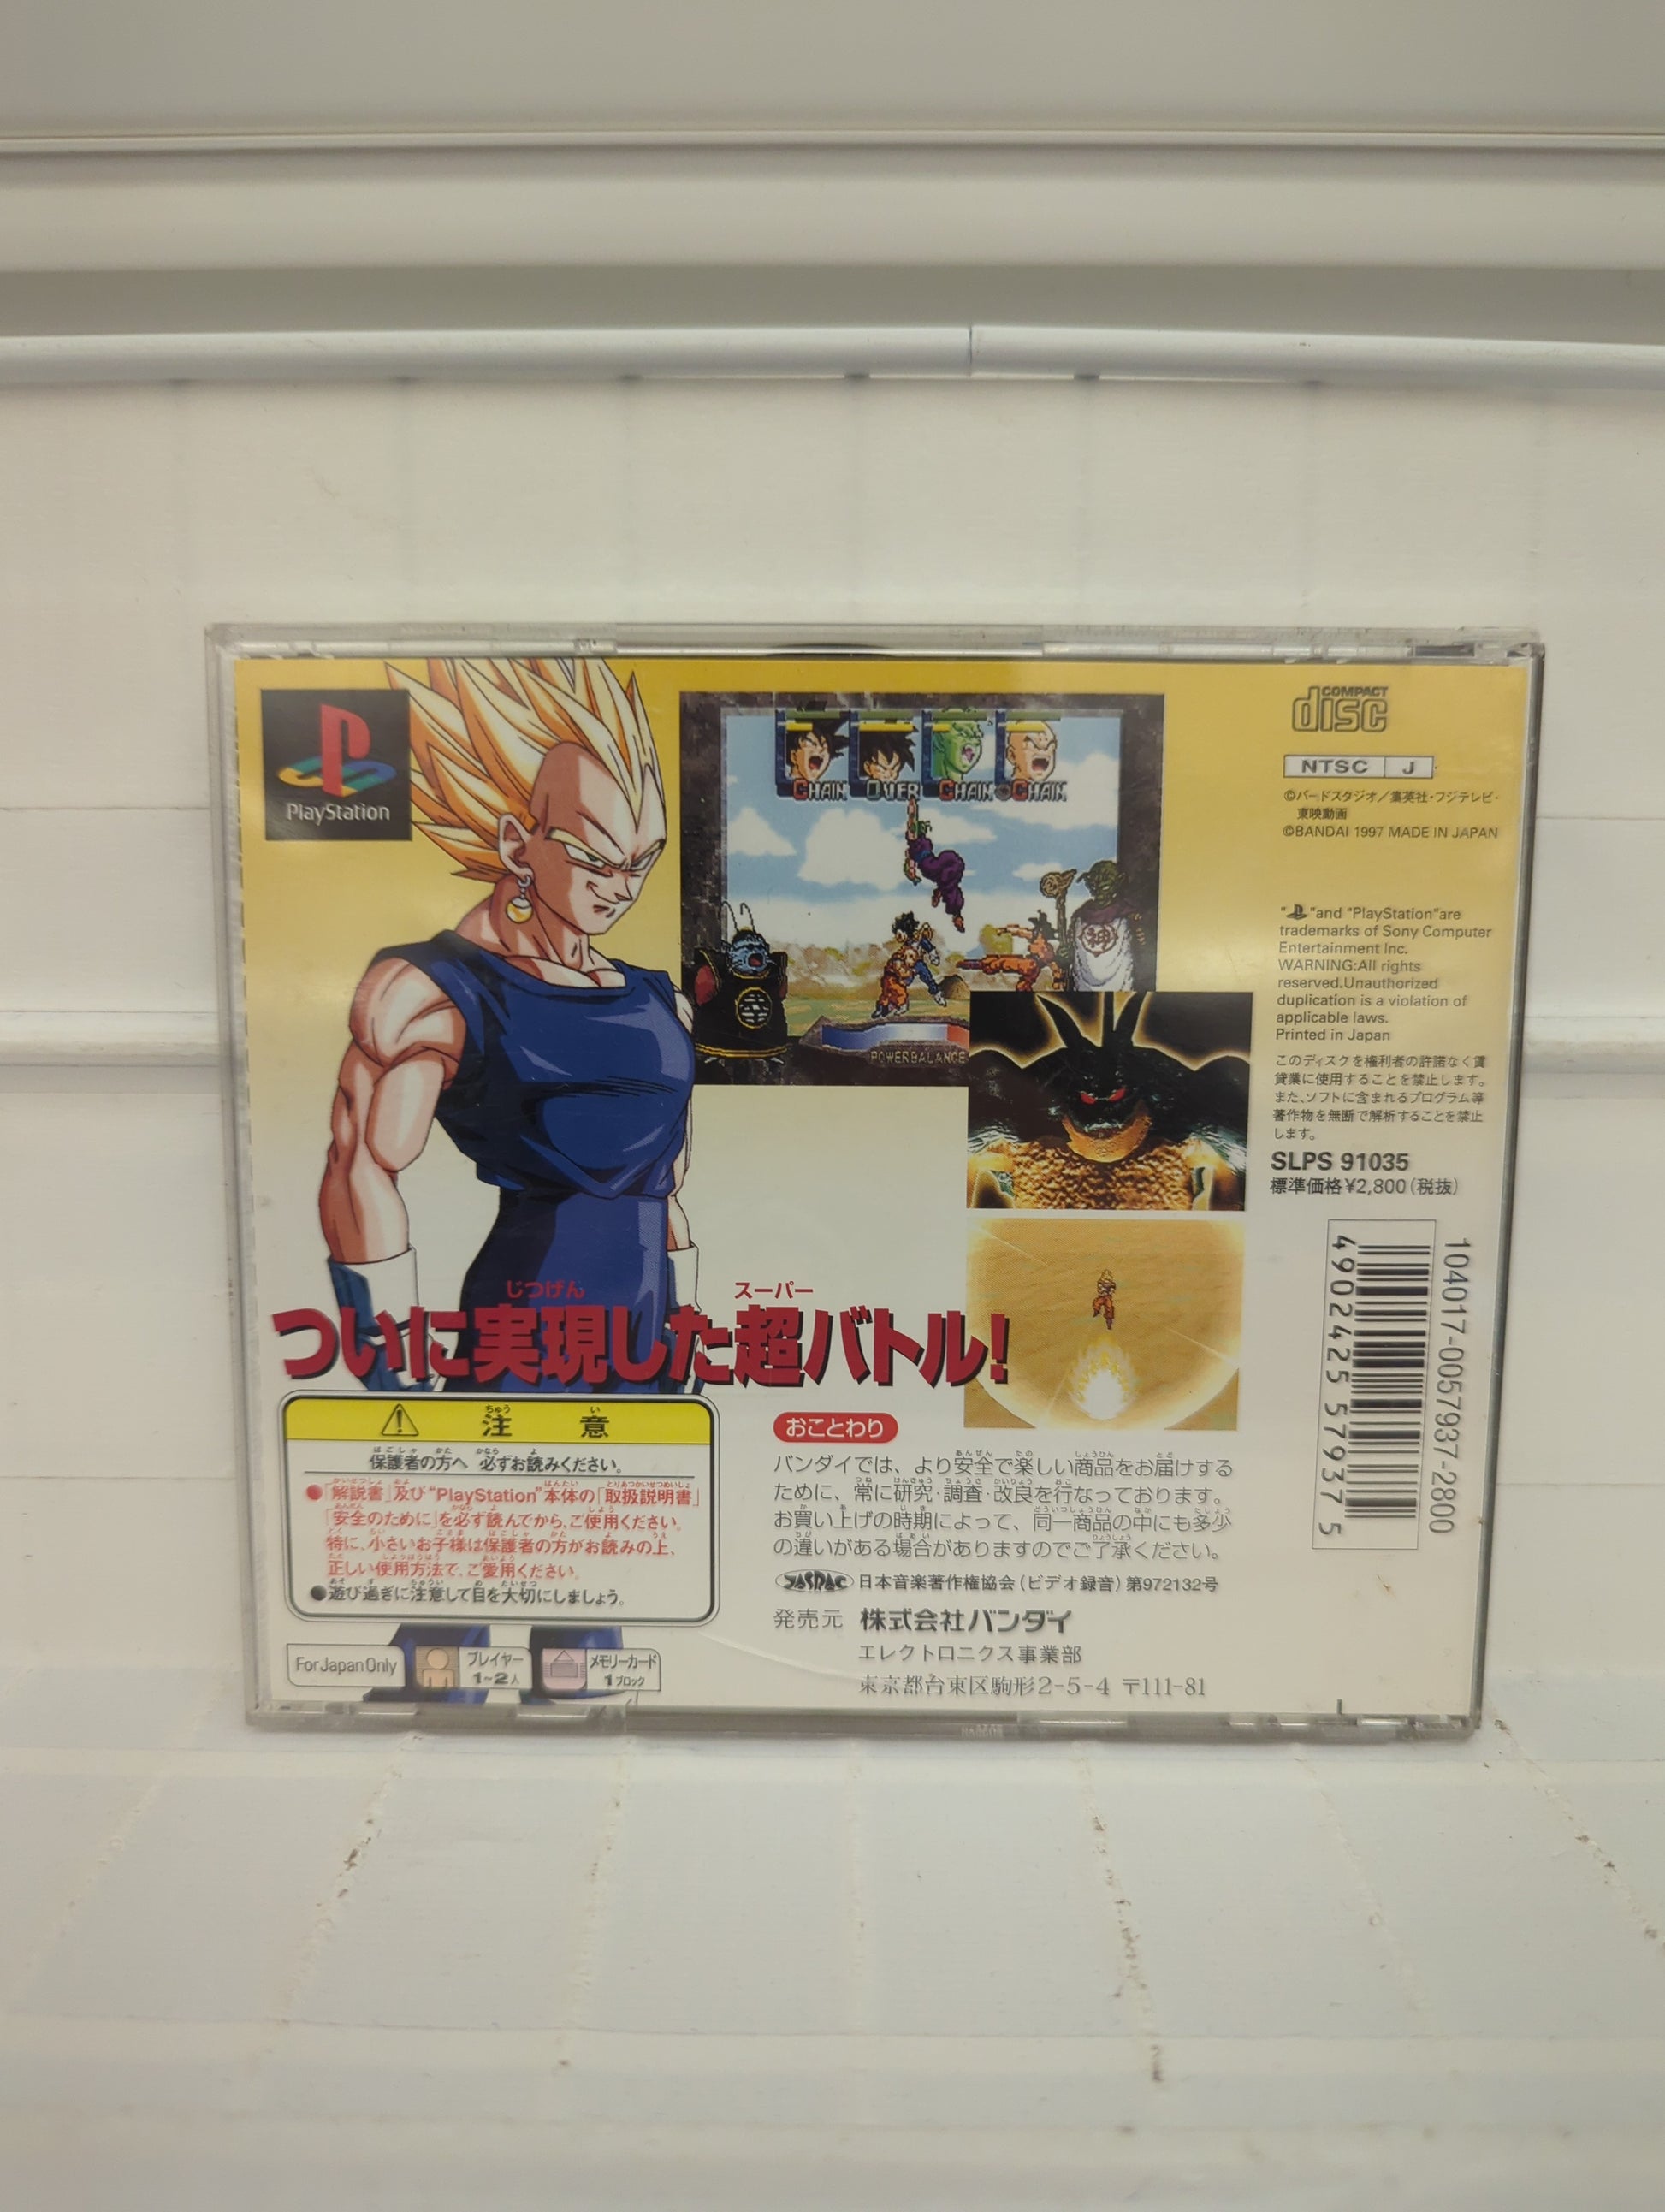 PlayStation
CHAIN OVER CHAIN CHAIN
神
POWERBALANCE
COMPACT
disc
NTSC J
©バードスタジオ／集英社・フジテレビ・
東映動画
©BANDAI 1997 MADE IN JAPAN
" "and "PlayStation"are
trademarks of Sony Computer
Entertainment Inc.
WARNING:All rights
reserved.Unauthorized
duplication is a violation of
applicable laws.
Printed in Japan
このディスクを権利者の許諾なく賃
貸業に使用することを禁止します。
また、ソフトに含まれるプログラム等
著作物を無断で解析することを禁止
します。
SLPS 91035
標準価格¥2,800(税抜)
104017-0057937-2800
4902425579375
じつげん スーパー
ついに実現した超バトル!
ちゅう い
注意
ほごしゃ かた かなら よ
保護者の方へ 必ずお読みください。
●「解説書」及び"PlayStation"本体の「取扱説明書」
「安全のために」を必ず読んでから、ご使用ください。
特に、小さいお子様は保護者の方がお読みの上、
正しい使用方法で、ご愛用ください。
●遊び過ぎに注意して目を大切にしましょう。
For Japan Only
プレイヤー
1~2人
メモリーカード
1ブロック
おことわり
バンダイでは、より安全で楽しい商品をお届けする
ために、常に研究・調査・改良を行なっております。
お買い上げの時期によって、同一商品の中にも多少
の違いがある場合がありますのでご了承ください。
JASRAC 日本音楽著作権協会(ビデオ録音)第972132号
発売元 株式会社バンダイ
エレクトロニクス事業部
東京都台東区駒形2-5-4 〒111-81